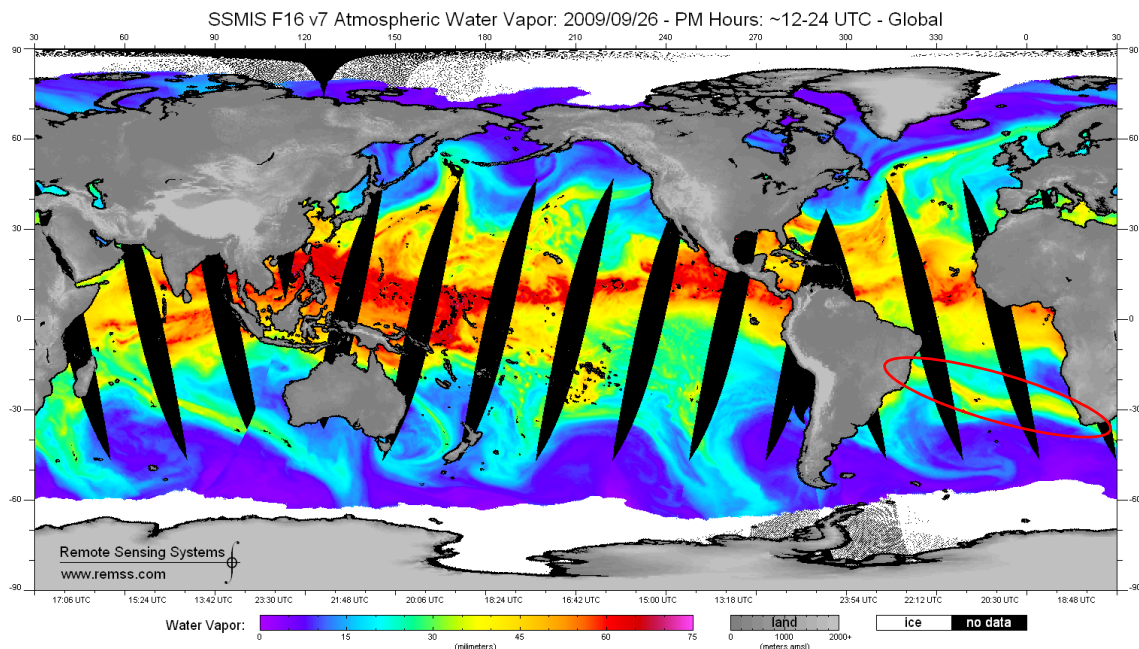 SSMIS F16 v7 Atmospheric Water Vapor: 2009/09/26 - PM Hours: ~12-24 UTC - Global
30 60 90 120 150 180 210 240 270 300 330 0 30
90 90
60 60
30 30
0 0
-30 -30
-60 -60
Remote Sensing Systems
www.remss.com
-90 -90
17:06 UTC 15:24 UTC 13:42 UTC 23:30 UTC 21:48 UTC 20:06 UTC 18:24 UTC 16:42 UTC 15:00 UTC 13:18 UTC 23:54 UTC 22:12 UTC 20:30 UTC 18:48 UTC
Water Vapor: land ice no data
0 15 30 45 60 75 0 1000 2000+
(millimeters) (meters amsl)